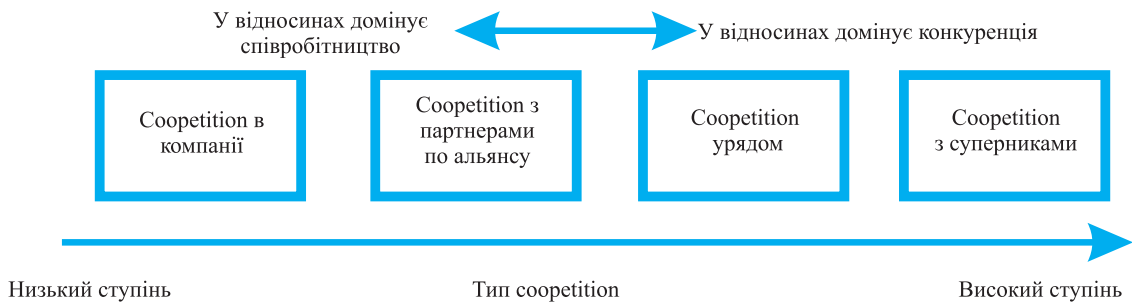 У відносинах домінує
співробітництво
У відносинах домінує конкуренція
Coopetition в
компанії
Coopetition з
партнерами
по альянсу
Coopetition
урядом
Coopetition
з суперниками
Низький ступінь
Тип coopetition
Високий ступінь